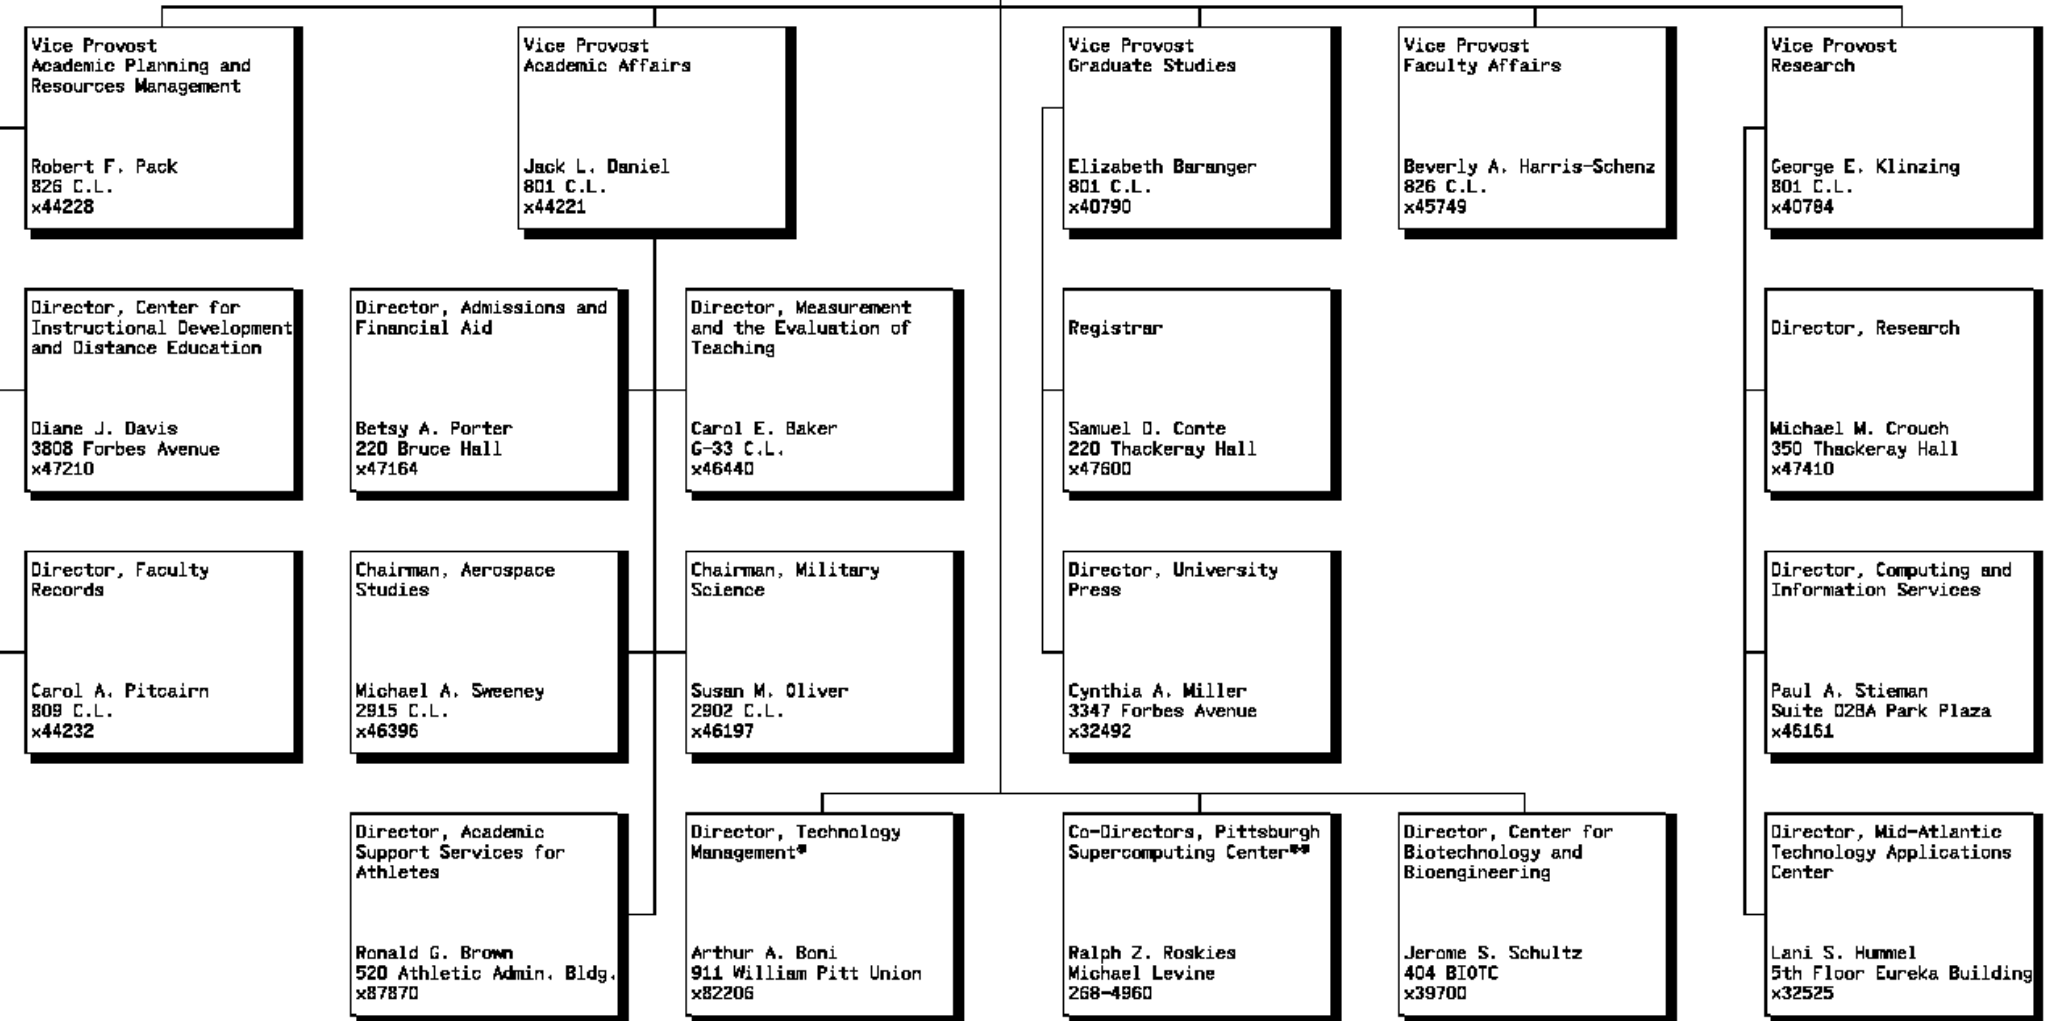 Vice Provost
Academic Planning and
Resources Management
Robert F. Pack
826 C.L.
x44228
Vice Provost
Academic Affairs
Jack L. Daniel
801 C.L.
x44221
Vice Provost
Graduate Studies
Elizabeth Baranger
801 C.L.
x40790
Vice Provost
Faculty Affairs
Beverly A. Harris-Schenz
826 C.L.
x45749
Vice Provost
Research
George E. Klinzing
801 C.L.
x40784
Director, Center for
Instructional Development
and Distance Education
Diane J. Davis
3808 Forbes Avenue
x47210
Director, Admissions and
Financial Aid
Betsy A. Porter
220 Bruce Hall
x47164
Director, Measurement
and the Evaluation of
Teaching
Carol E. Baker
G-33 C.L.
x46440
Registrar
Samuel D. Conte
220 Thackeray Hall
x47600
Director, Research
Michael M. Crouch
350 Thackeray Hall
x47410
Director, Faculty
Records
Carol A. Pitcairn
809 C.L.
x44232
Chairman, Aerospace
Studies
Michael A. Sweeney
2915 C.L.
x46396
Chairman, Military
Science
Susan M. Oliver
2902 C.L.
x46197
Director, University
Press
Cynthia A. Miller
3347 Forbes Avenue
x32492
Director, Computing and
Information Services
Paul A. Stieman
Suite 028A Park Plaza
x46161
Director, Academic
Support Services for
Athletes
Ronald G. Brown
520 Athletic Admin. Bldg.
x87870
Director, Technology
Management*
Arthur A. Boni
911 William Pitt Union
x82206
Co-Directors, Pittsburgh
Supercomputing Center**
Ralph Z. Roskies
Michael Levine
268-4960
Director, Center for
Biotechnology and
Bioengineering
Jerome S. Schultz
404 BIOTC
x39700
Director, Mid-Atlantic
Technology Applications
Center
Lani S. Hummel
5th Floor Eureka Building
x32525